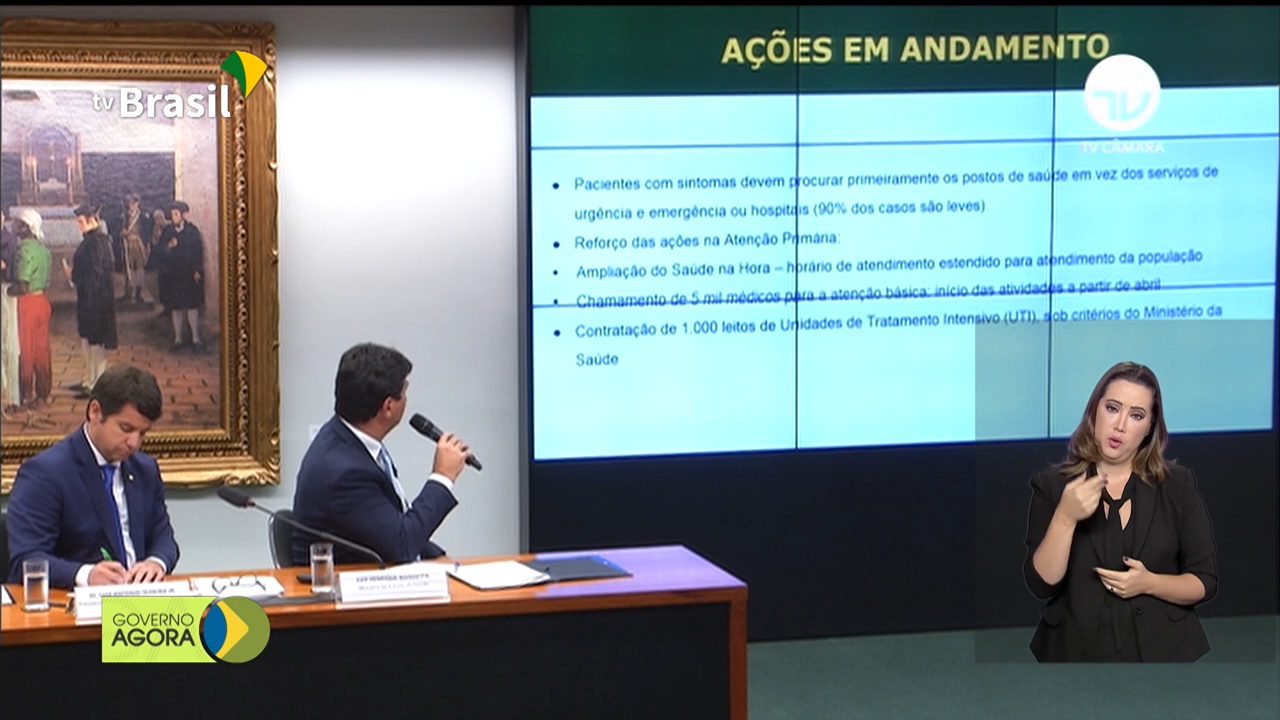 tv Brasil
AÇÕES EM ANDAMENTO
TV CÂMARA
• Pacientes com sintomas devem procurar primeiramente os postos de saúde em vez dos serviços de
urgência e emergência ou hospitais (90% dos casos são leves)
• Reforço das ações na Atenção Primária:
• Ampliação do Saúde na Hora – horário de atendimento estendido para atendimento da população
• Chamamento de 5 mil médicos para a atenção básica: início das atividades a partir de abril
• Contratação de 1.000 leitos de Unidades de Tratamento Intensivo (UTI), sob critérios do Ministério da
Saúde
GOVERNO
AGORA